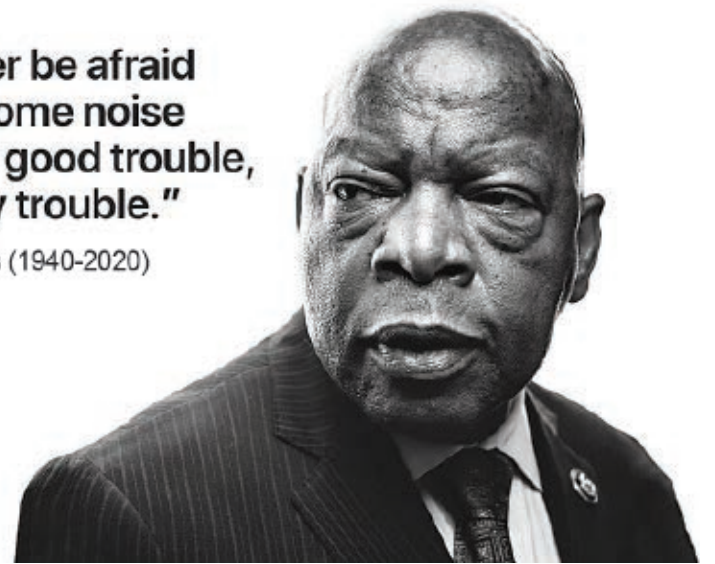 er be afraid
ome noise
good trouble,
y trouble.”
(1940-2020)